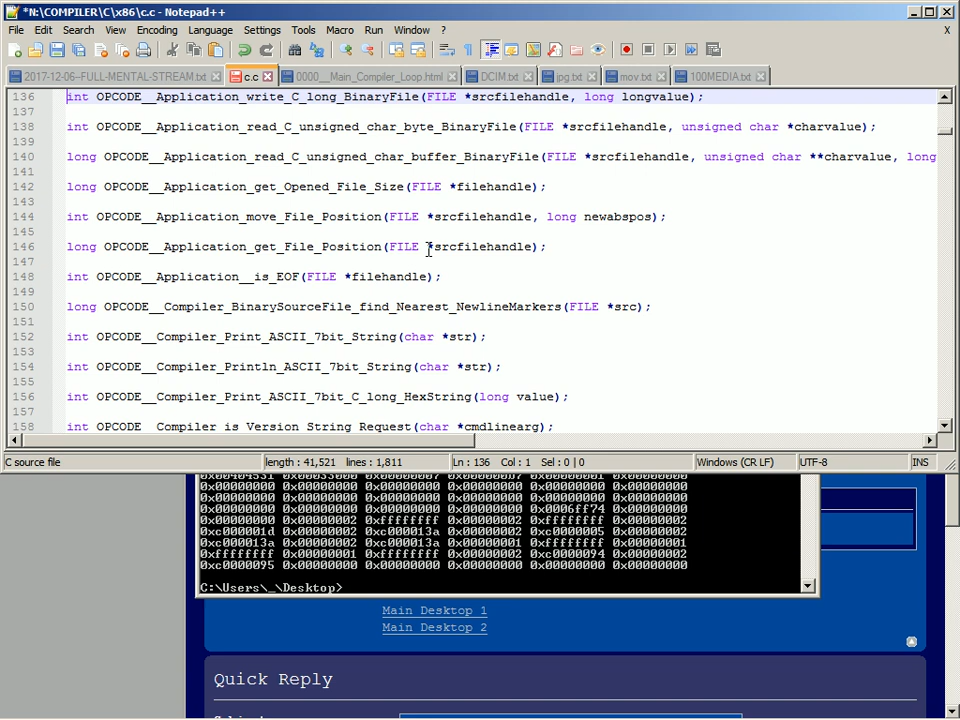 *N:\COMPILER\C\x86\c.c - Notepad++
File Edit Search View Encoding Language Settings Tools Macro Run Window ? X
2017-12-06--FULL-MENTAL-STREAM.txt c.c 0000__Main_Compiler_Loop.html DCIM.txt jpg.txt mov.txt 100MEDIA.txt
136 int OPCODE__Application_write_C_long_BinaryFile(FILE *srcfilehandle, long longvalue);
137
138 int OPCODE__Application_read_C_unsigned_char_byte_BinaryFile(FILE *srcfilehandle, unsigned char *charvalue);
139
140 long OPCODE__Application_read_C_unsigned_char_buffer_BinaryFile(FILE *srcfilehandle, unsigned char **charvalue, long
141
142 long OPCODE__Application_get_Opened_File_Size(FILE *filehandle);
143
144 int OPCODE__Application_move_File_Position(FILE *srcfilehandle, long newabspos);
145
146 long OPCODE__Application_get_File_Position(FILE *srcfilehandle);
147
148 int OPCODE__Application__is_EOF(FILE *filehandle);
149
150 long OPCODE__Compiler_BinarySourceFile_find_Nearest_NewlineMarkers(FILE *src);
151
152 int OPCODE__Compiler_Print_ASCII_7bit_String(char *str);
153
154 int OPCODE__Compiler_Println_ASCII_7bit_String(char *str);
155
156 int OPCODE__Compiler_Print_ASCII_7bit_C_long_HexString(long value);
157
158 int OPCODE__Compiler_is_Version_String_Request(char *cmdlinearg);
C source file length : 41,521 lines : 1,811 Ln : 136 Col : 1 Sel : 0 | 0 Windows (CR LF) UTF-8 INS
0x00000000 0x00000000 0x00000000 0x00000000 0x00000000 0x00000000
0x00000000 0x00000000 0x00000000 0x00000000 0x00000000 0x00000000
0x00000000 0x00000000 0x00000000 0x00000000 0x00000000 0x0006ff74
0x00000000 0x00000002 0xffffffff 0x00000002 0xffffffff 0x00000002
0xc000001d 0x00000002 0xc000013a 0x00000002 0xc0000005 0x00000002
0xc000013a 0x00000002 0xc000013a 0x00000001 0xffffffff 0x00000001
0xffffffff 0x00000001 0xffffffff 0x00000002 0xc0000094 0x00000002
0xc0000095 0x00000000 0x00000000 0x00000000 0x00000000 0x00000000
C:\Users\_\Desktop>
Main Desktop 1
Main Desktop 2
Quick Reply